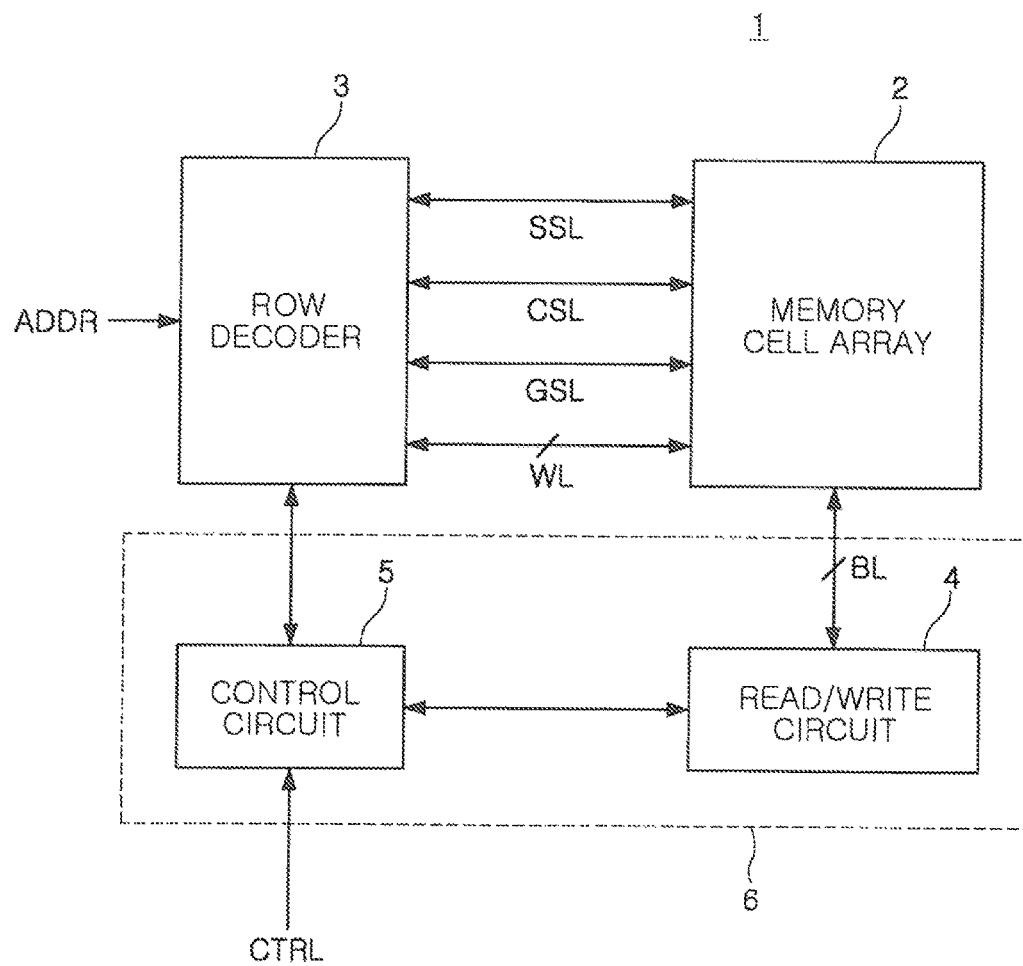 1
3
2
SSL
ROW
DECODER
CSL
MEMORY
CELL ARRAY
ADDR
GSL
WL
BL
5
4
CONTROL
CIRCUIT
READ/WRITE
CIRCUIT
6
CTRL